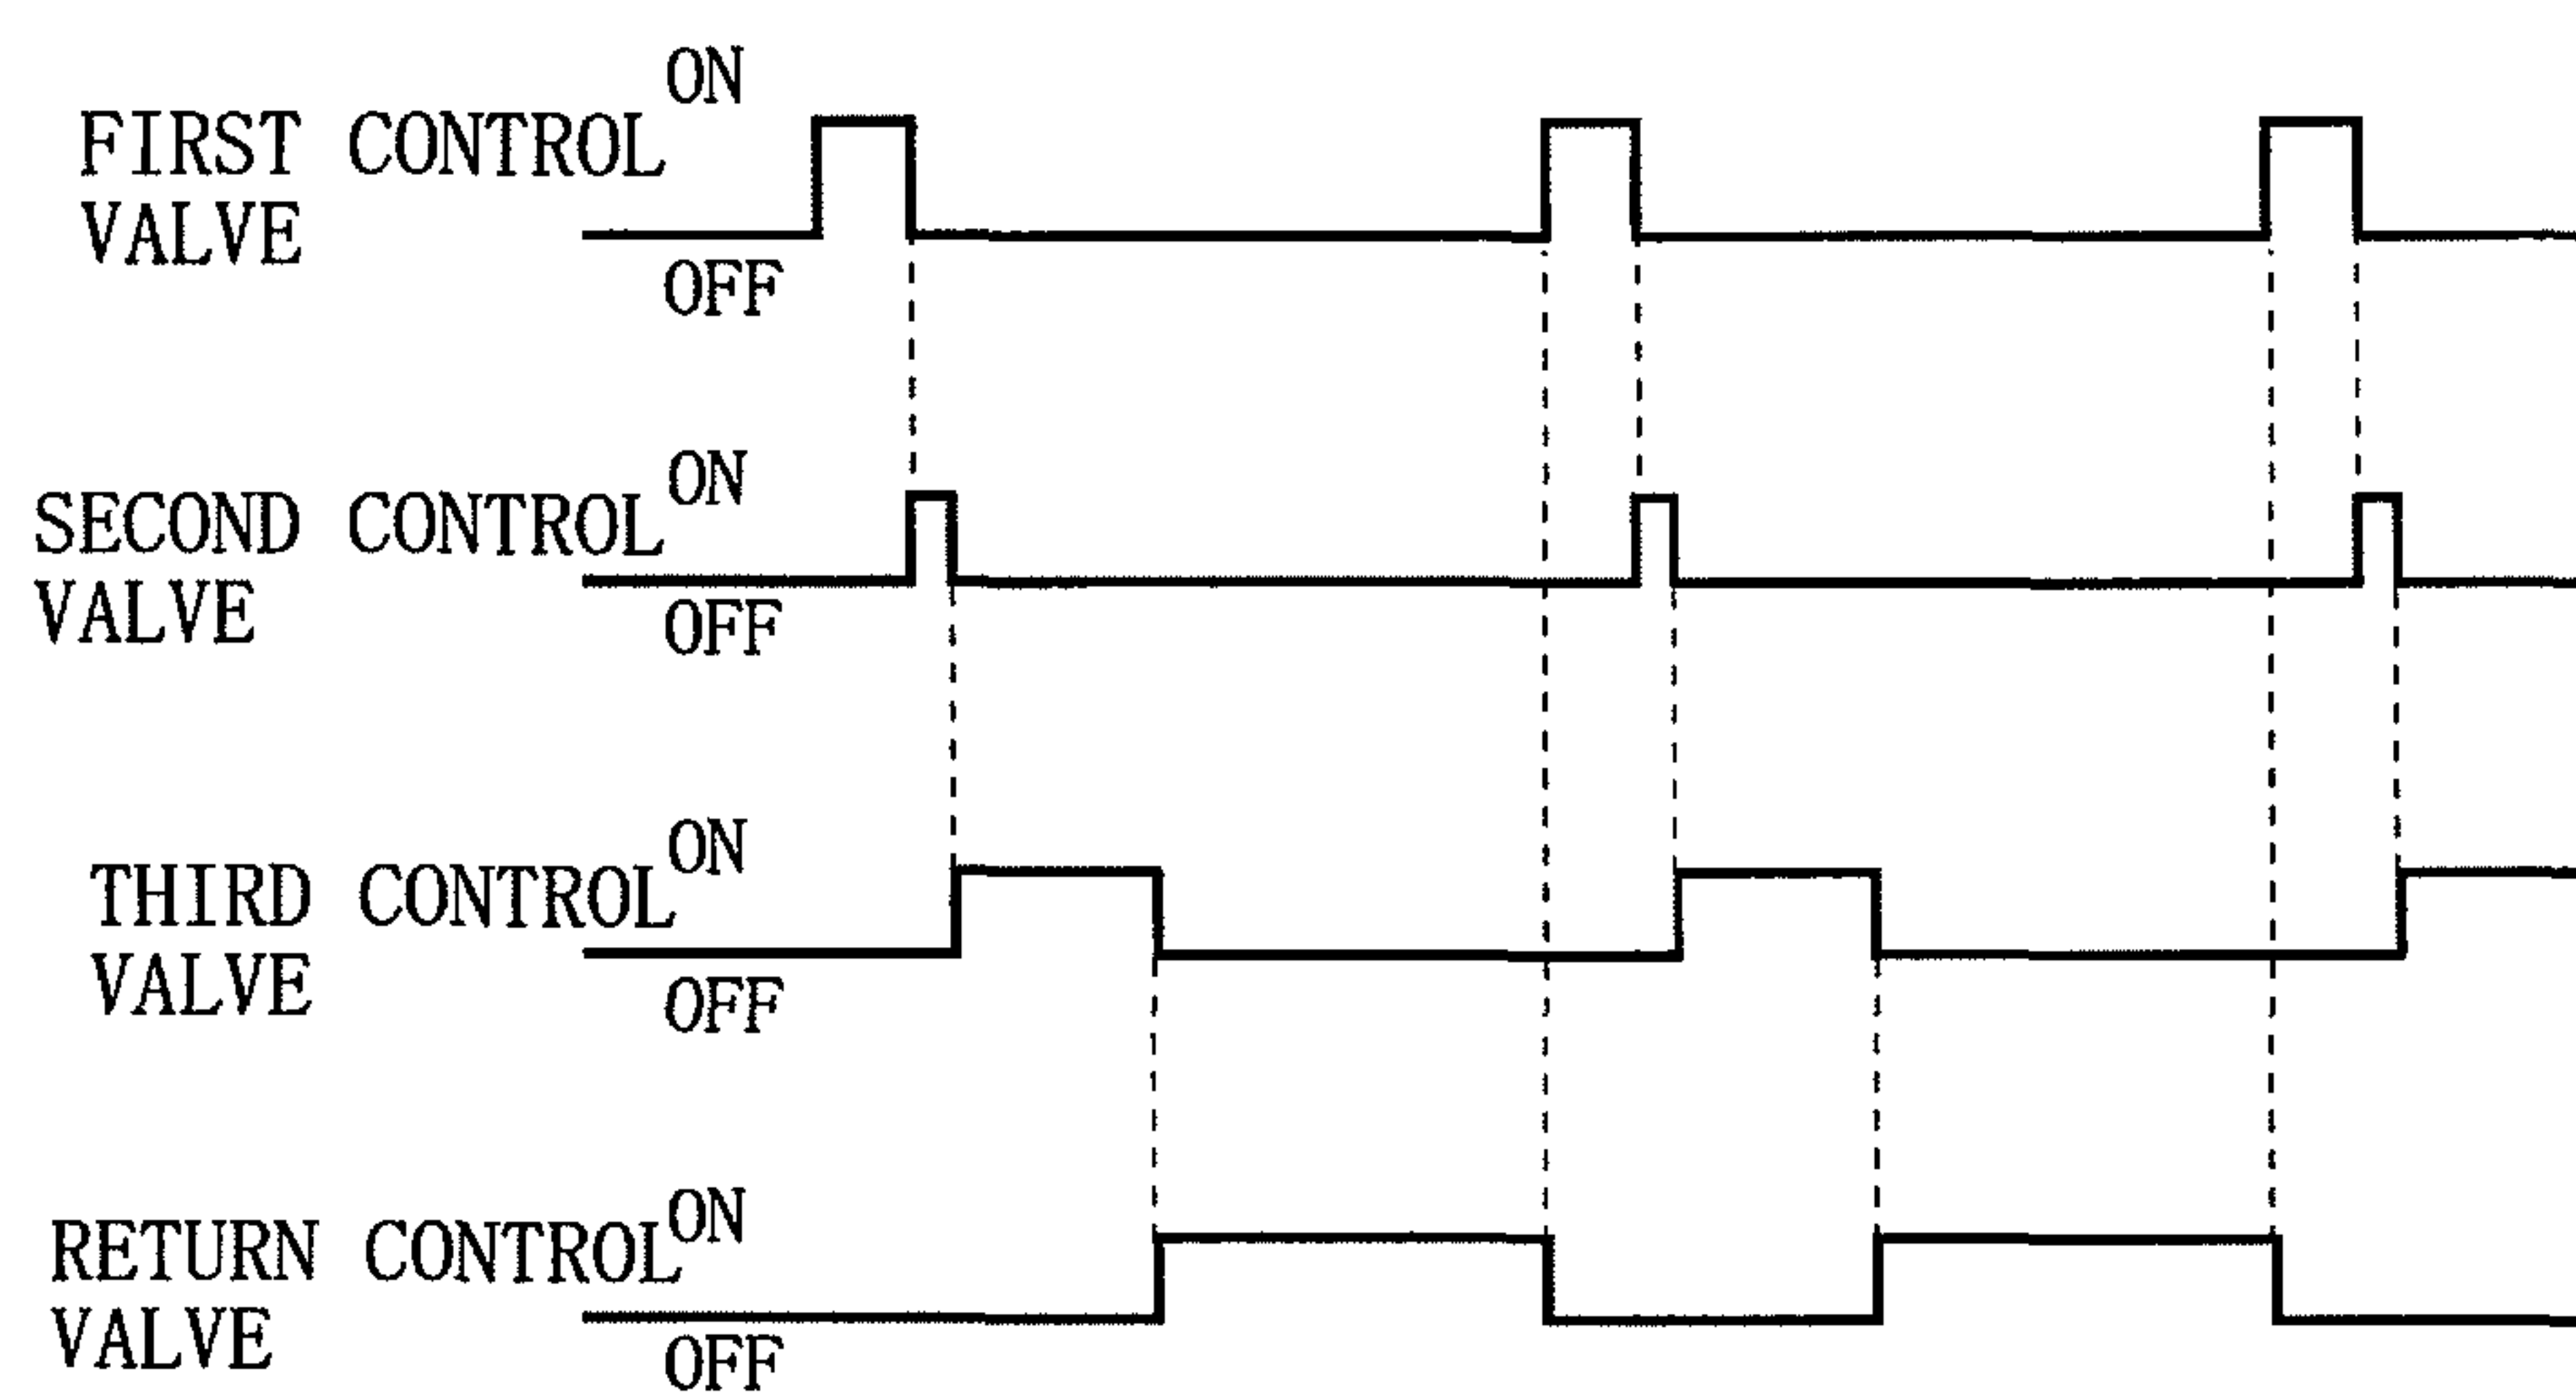 ON
FIRST CONTROL
VALVE
OFF
ON
SECOND CONTROL
VALVE
OFF
ON
THIRD CONTROL
VALVE
OFF
ON
RETURN CONTROL
VALVE
OFF